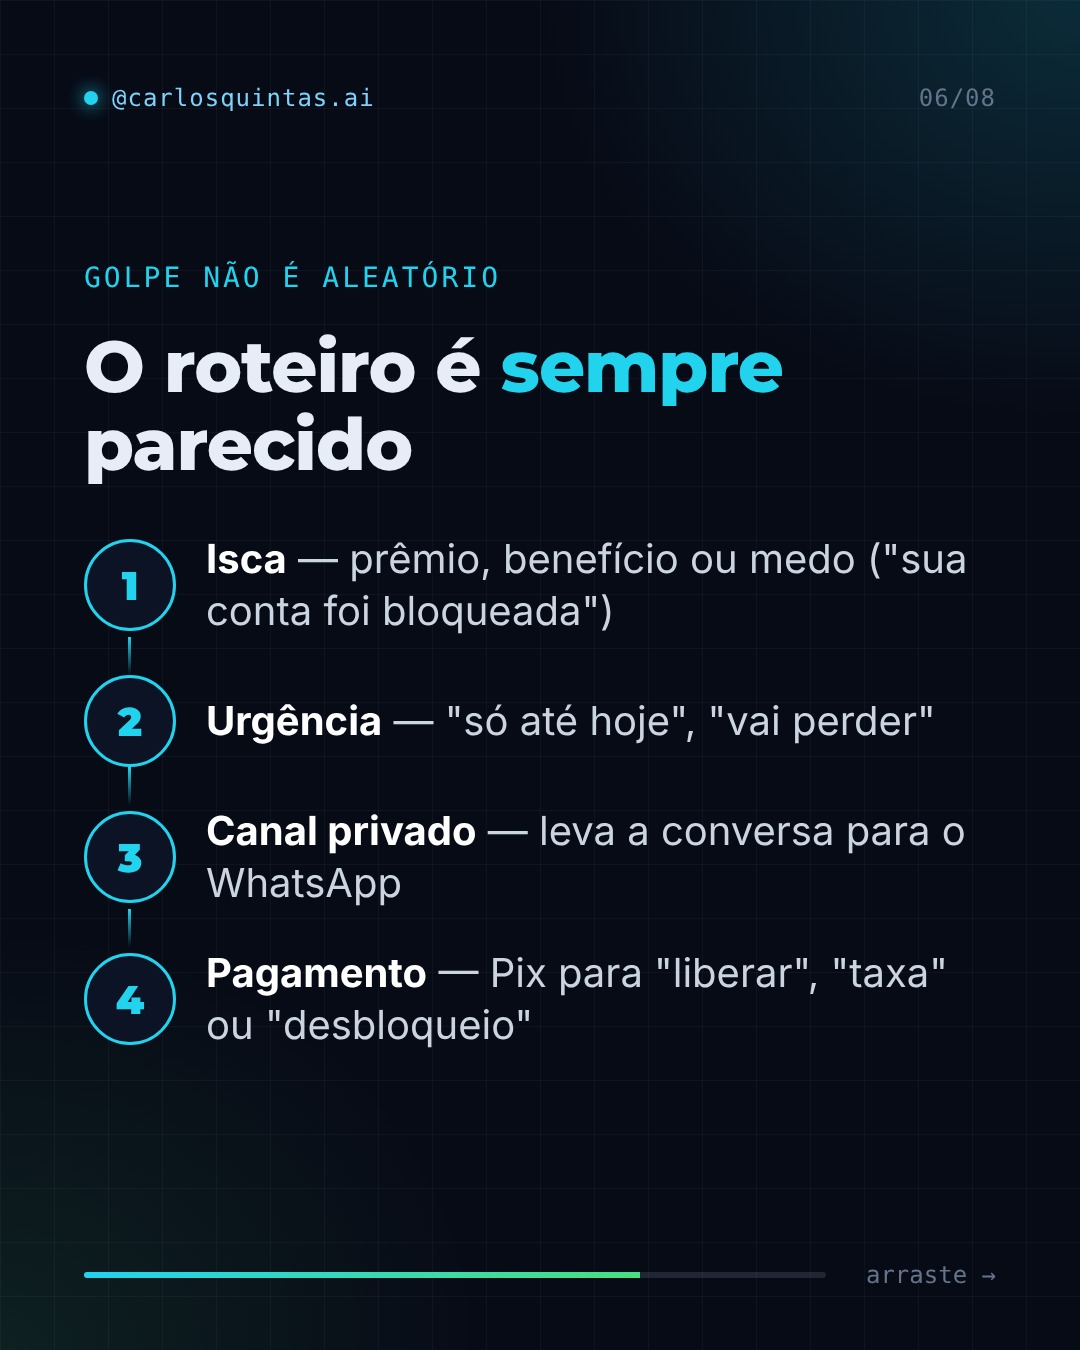 @carlosquintas.ai
06/08
GOLPE NÃO É ALEATÓRIO
O roteiro é sempre
parecido
1
Isca — prêmio, benefício ou medo ("sua
conta foi bloqueada")
2
Urgência — "só até hoje", "vai perder"
3
Canal privado — leva a conversa para o
WhatsApp
4
Pagamento — Pix para "liberar", "taxa"
ou "desbloqueio"
arraste →